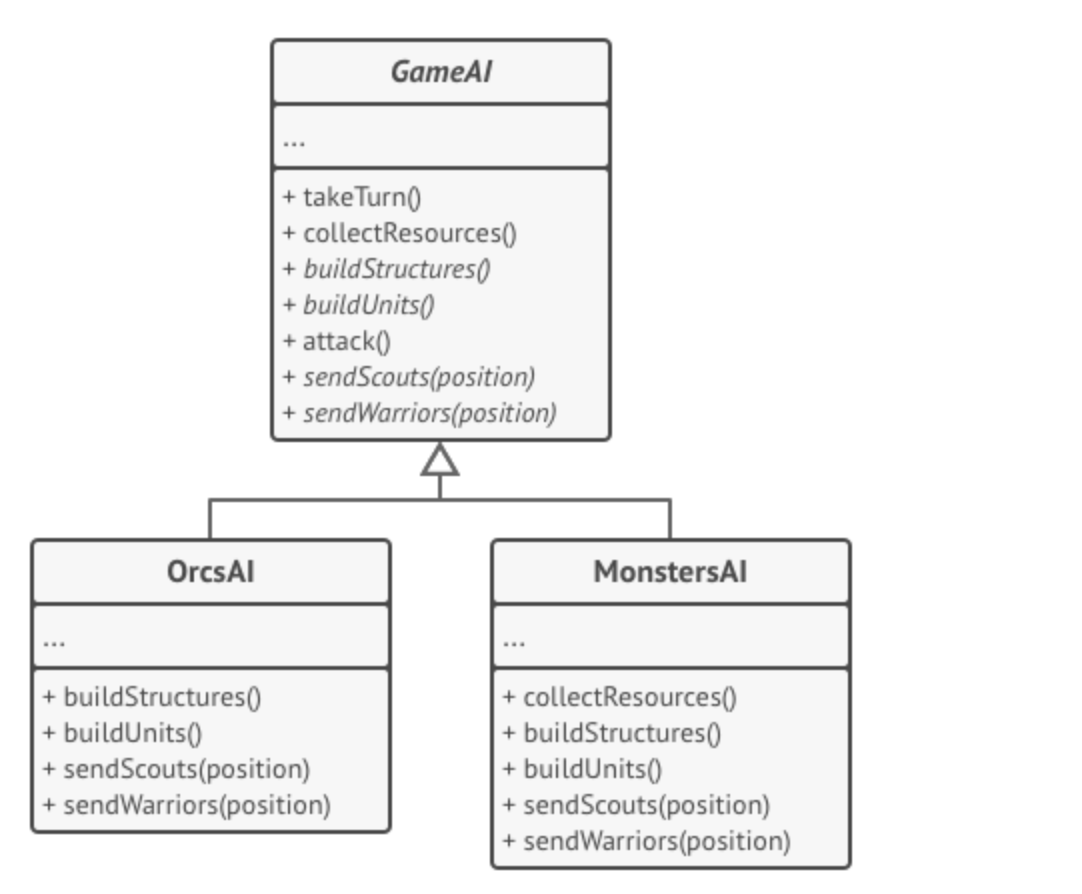 GameAI
...
+ takeTurn()
+ collectResources()
+ buildStructures()
+ buildUnits()
+ attack()
+ sendScouts(position)
+ sendWarriors(position)
OrcsAI
...
+ buildStructures()
+ buildUnits()
+ sendScouts(position)
+ sendWarriors(position)
MonstersAI
...
+ collectResources()
+ buildStructures()
+ buildUnits()
+ sendScouts(position)
+ sendWarriors(position)